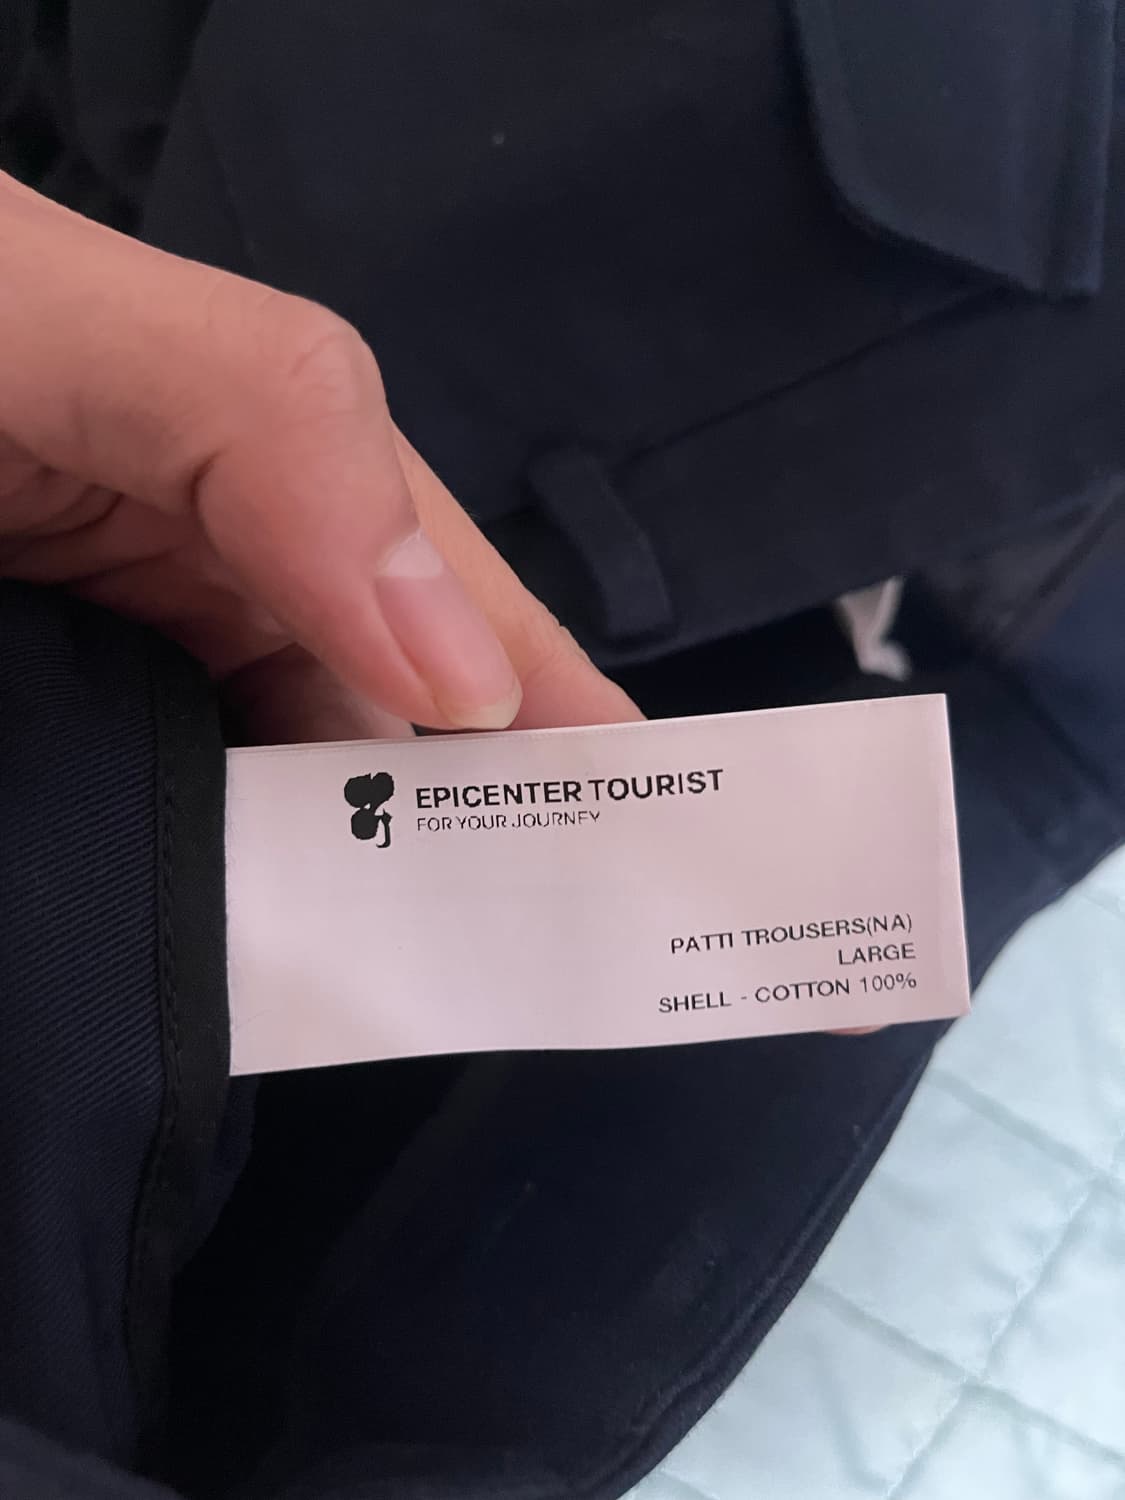 EPICENTER TOURIST
FOR YOUR JOURNEY
PATTI TROUSERS(NA)
LARGE
SHELL - COTTON 100%